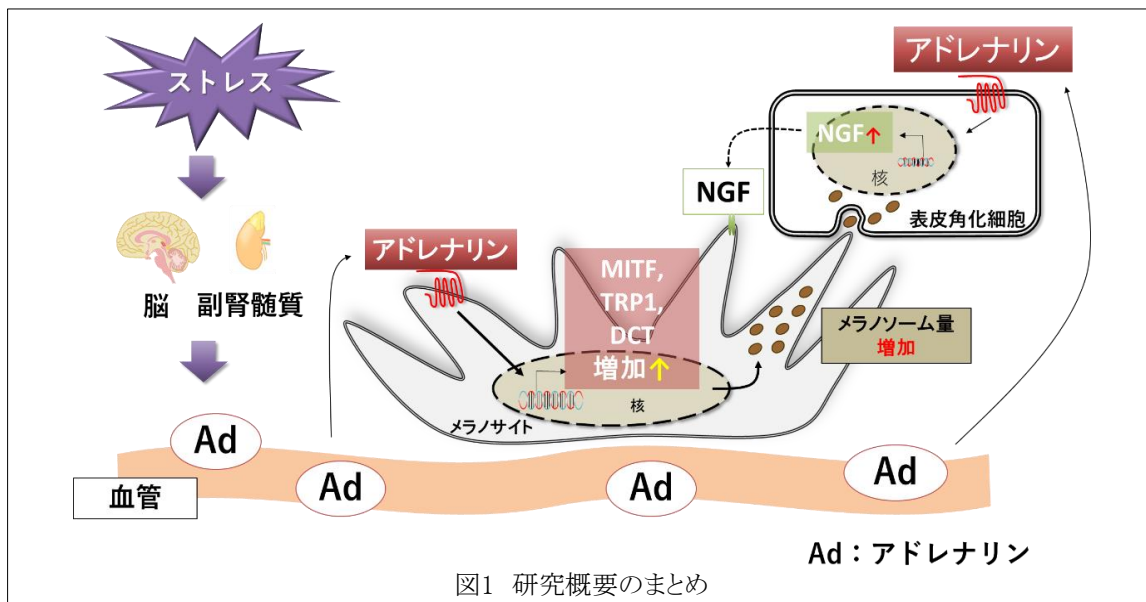 ストレス
脳
副腎髄質
アドレナリン
MITF,
TRP1,
DCT
増加↑
核
メラノサイト
NGF
アドレナリン
NGF↑
核
表皮角化細胞
メラノソーム量
増加
Ad
Ad
Ad
Ad
血管
Ad：アドレナリン
図1 研究概要のまとめ